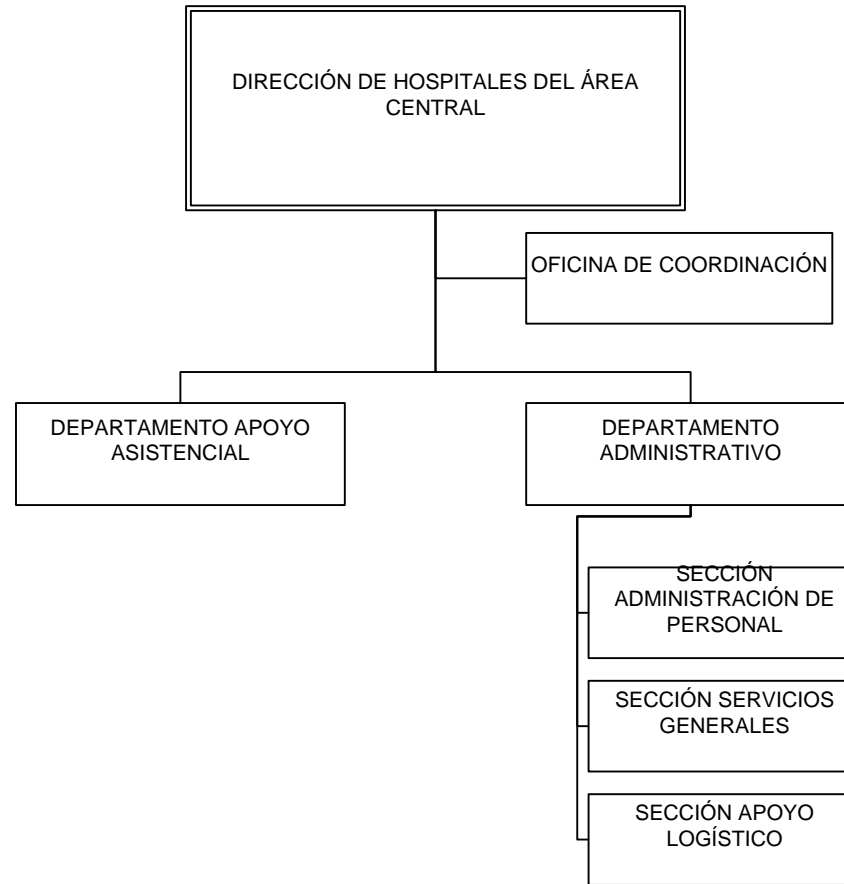 DIRECCIÓN DE HOSPITALES DEL ÁREA
CENTRAL
OFICINA DE COORDINACIÓN
DEPARTAMENTO APOYO
ASISTENCIAL
DEPARTAMENTO
ADMINISTRATIVO
SECCIÓN
ADMINISTRACIÓN DE
PERSONAL
SECCIÓN SERVICIOS
GENERALES
SECCIÓN APOYO
LOGÍSTICO